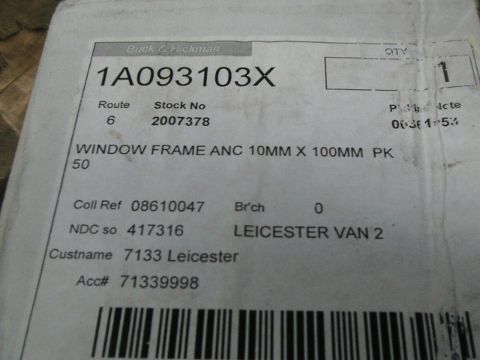 Buck & Hickman
QTY
1A093103X 1
Route Stock No
6 2007378
WINDOW FRAME ANC 10MM X 100MM PK
50
Coll Ref 08610047 Br'ch 0
NDC so 417316 LEICESTER VAN 2
Custname 7133 Leicester
Acc# 71339998